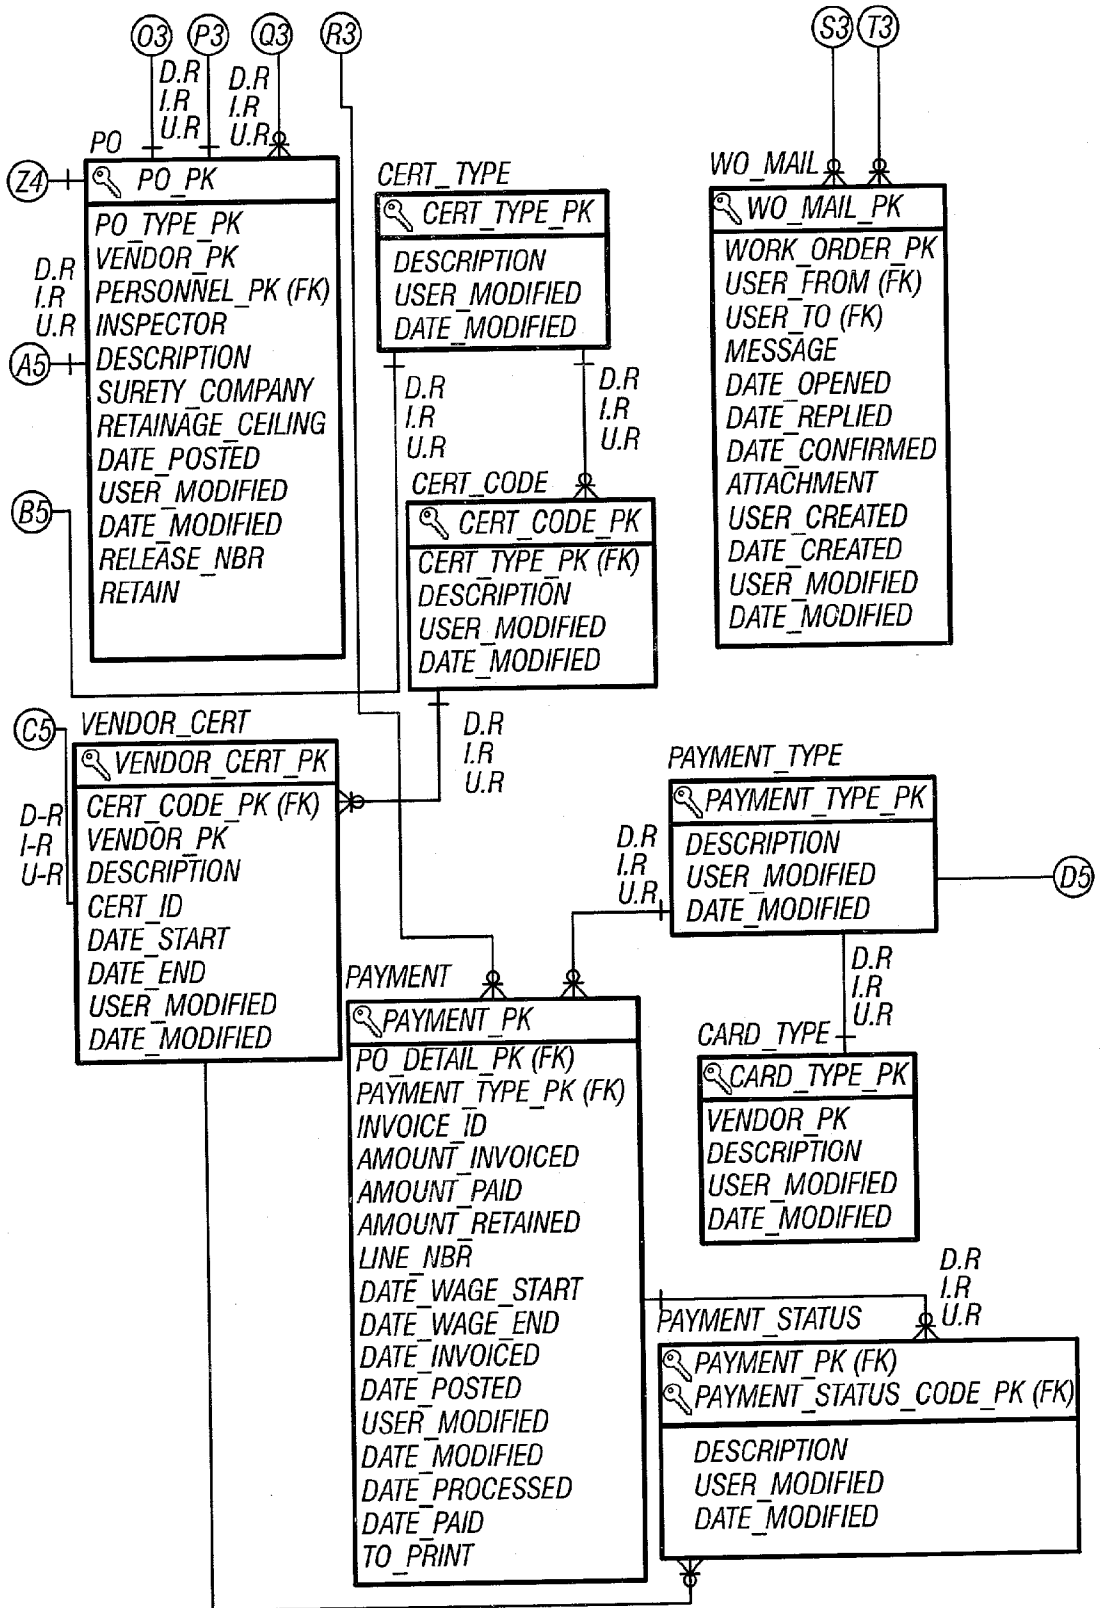 O3
P3
Q3
R3
S3
T3
D.R
I.R
U.R
D.R
I.R
U.R
PO
Z4
PO_PK
PO_TYPE_PK
VENDOR_PK
PERSONNEL_PK (FK)
INSPECTOR
DESCRIPTION
SURETY_COMPANY
RETAINAGE_CEILING
DATE_POSTED
USER_MODIFIED
DATE_MODIFIED
RELEASE_NBR
RETAIN
D.R
I.R
U.R
A5
B5
CERT_TYPE
CERT_TYPE_PK
DESCRIPTION
USER_MODIFIED
DATE_MODIFIED
D.R
I.R
U.R
D.R
I.R
U.R
CERT_CODE
CERT_CODE_PK
CERT_TYPE_PK (FK)
DESCRIPTION
USER_MODIFIED
DATE_MODIFIED
D.R
I.R
U.R
WO_MAIL
WO_MAIL_PK
WORK_ORDER_PK
USER_FROM (FK)
USER_TO (FK)
MESSAGE
DATE_OPENED
DATE_REPLIED
DATE_CONFIRMED
ATTACHMENT
USER_CREATED
DATE_CREATED
USER_MODIFIED
DATE_MODIFIED
C5
VENDOR_CERT
VENDOR_CERT_PK
CERT_CODE_PK (FK)
VENDOR_PK
DESCRIPTION
CERT_ID
DATE_START
DATE_END
USER_MODIFIED
DATE_MODIFIED
D-R
I-R
U-R
PAYMENT_TYPE
PAYMENT_TYPE_PK
DESCRIPTION
USER_MODIFIED
DATE_MODIFIED
D.R
I.R
U.R
D5
D.R
I.R
U.R
CARD_TYPE
CARD_TYPE_PK
VENDOR_PK
DESCRIPTION
USER_MODIFIED
DATE_MODIFIED
PAYMENT
PAYMENT_PK
PO_DETAIL_PK (FK)
PAYMENT_TYPE_PK (FK)
INVOICE_ID
AMOUNT_INVOICED
AMOUNT_PAID
AMOUNT_RETAINED
LINE_NBR
DATE_WAGE_START
DATE_WAGE_END
DATE_INVOICED
DATE_POSTED
USER_MODIFIED
DATE_MODIFIED
DATE_PROCESSED
DATE_PAID
TO_PRINT
D.R
I.R
U.R
PAYMENT_STATUS
PAYMENT_PK (FK)
PAYMENT_STATUS_CODE_PK (FK)
DESCRIPTION
USER_MODIFIED
DATE_MODIFIED